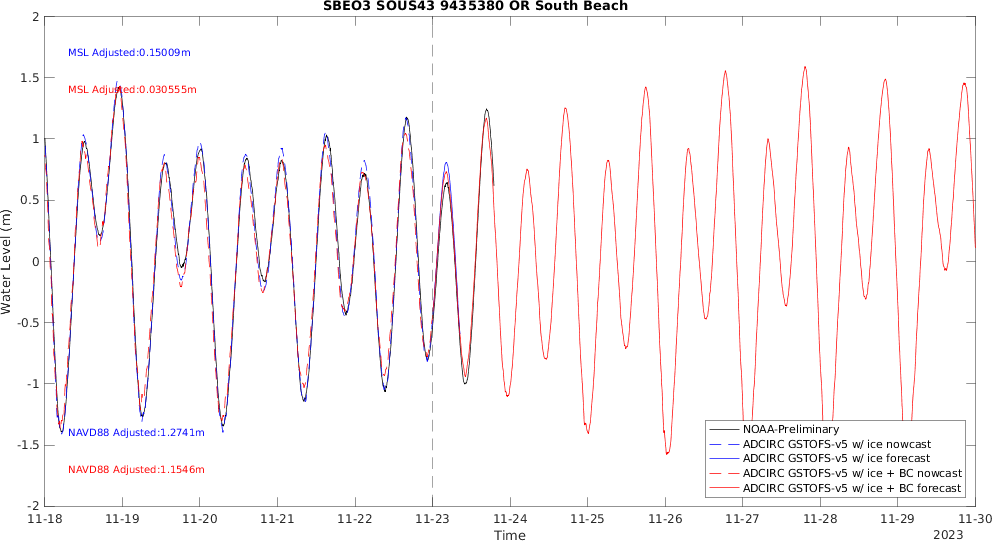 SBEO3 SOUS43 9435380 OR South Beach
MSL Adjusted:0.15009m
MSL Adjusted:0.030555m
NAVD88 Adjusted:1.2741m
NAVD88 Adjusted:1.1546m
Water Level (m)
2
1.5
1
0.5
0
-0.5
-1
-1.5
-2
NOAA-Preliminary
ADCIRC GSTOFS-v5 w/ ice nowcast
ADCIRC GSTOFS-v5 w/ ice forecast
ADCIRC GSTOFS-v5 w/ ice + BC nowcast
ADCIRC GSTOFS-v5 w/ ice + BC forecast
11-18 11-19 11-20 11-21 11-22 11-23 11-24 11-25 11-26 11-27 11-28 11-29 11-30
Time
2023